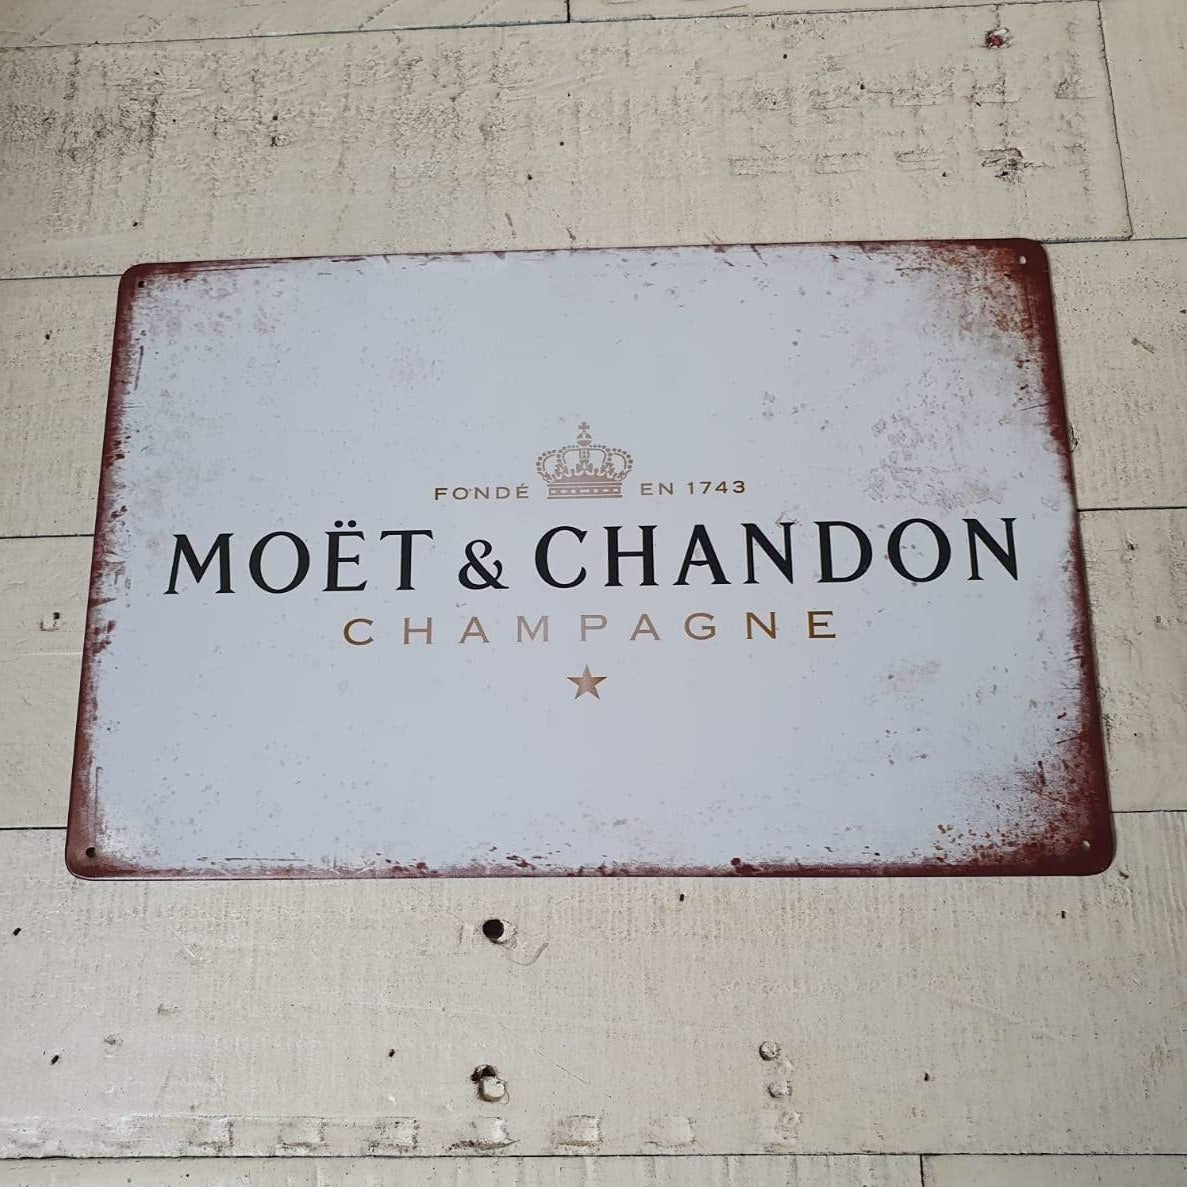 FONDÉ EN 1743
MOËT & CHANDON
CHAMPAGNE